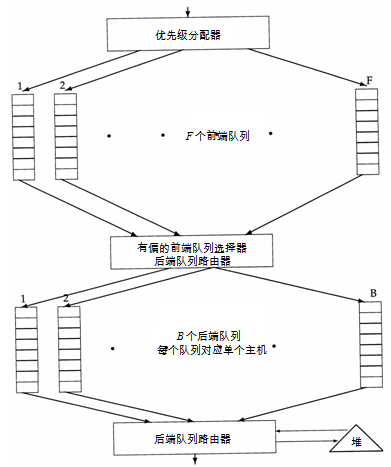 优先级分配器
1 2 F
F 个前端队列
有偏的前端队列选择器
后端队列路由器
1 2 B
B 个后端队列
每个队列对应单个主机
后端队列路由器
堆